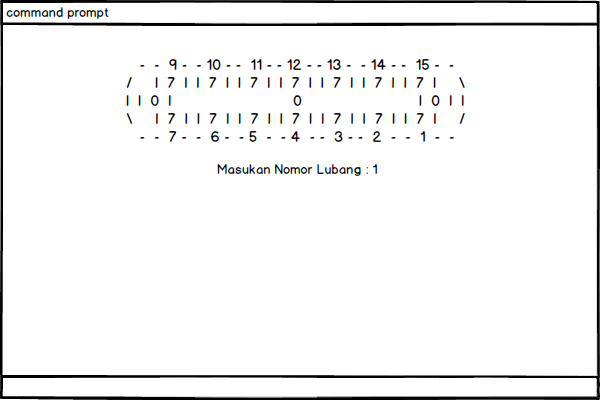 command prompt
- - 9 - - 10 - - 11 - - 12 - - 13 - - 14 - - 15 - -
/ | 7 | | 7 | | 7 | | 7 | | 7 | | 7 | | 7 | \
| | 0 | 0 | 0 | |
\ | 7 | | 7 | | 7 | | 7 | | 7 | | 7 | | 7 | /
- - 7 - - 6 - - 5 - - 4 - - 3 - - 2 - - 1 - -
Masukan Nomor Lubang : 1